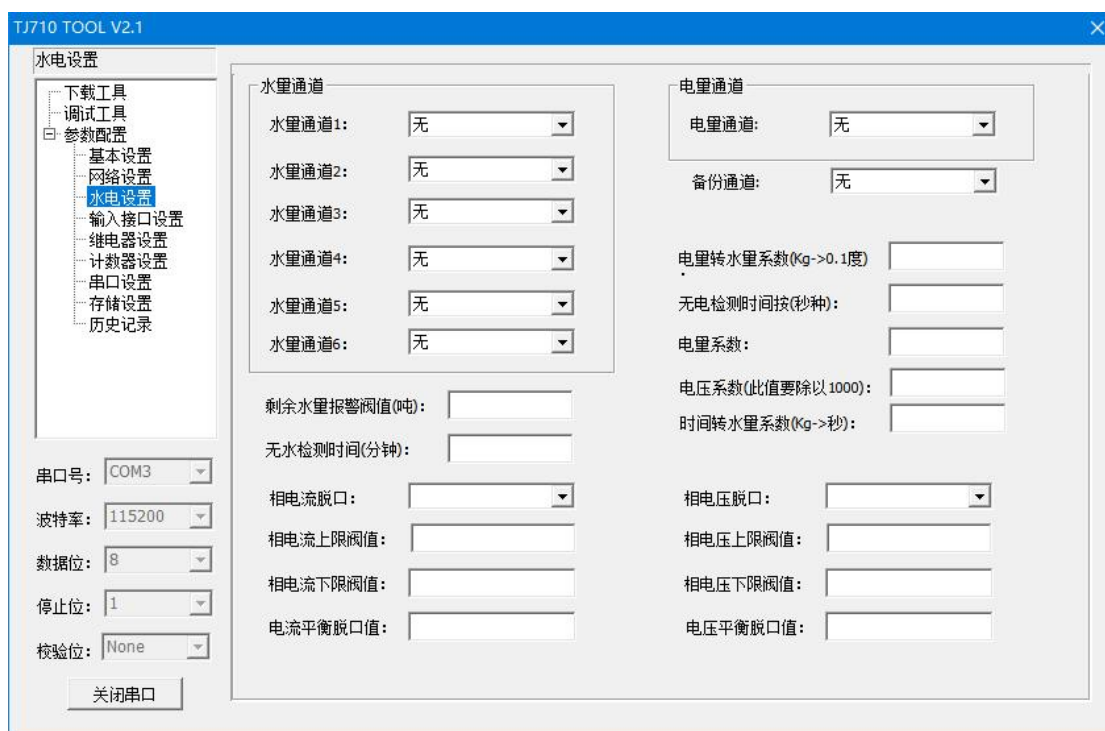 TJ710 TOOL V2.1
水电设置
下载工具
调试工具
参数配置
基本设置
网络设置
水电设置
输入接口设置
继电器设置
计数器设置
串口设置
存储设置
历史记录
串口号: COM3
波特率: 115200
数据位: 8
停止位: 1
校验位: None
关闭串口
水量通道
水量通道1: 无
水量通道2: 无
水量通道3: 无
水量通道4: 无
水量通道5: 无
水量通道6: 无
剩余水量报警阀值(吨):
无水检测时间(分钟):
相电流脱口:
相电流上限阀值:
相电流下限阀值:
电流平衡脱口值:
电量通道
电量通道: 无
备份通道: 无
电量转水量系数(Kg->0.1度)
无电检测时间按(秒种):
电量系数:
电压系数(此值要除以1000):
时间转水量系数(Kg->秒):
相电压脱口:
相电压上限阀值:
相电压下限阀值:
电压平衡脱口值: